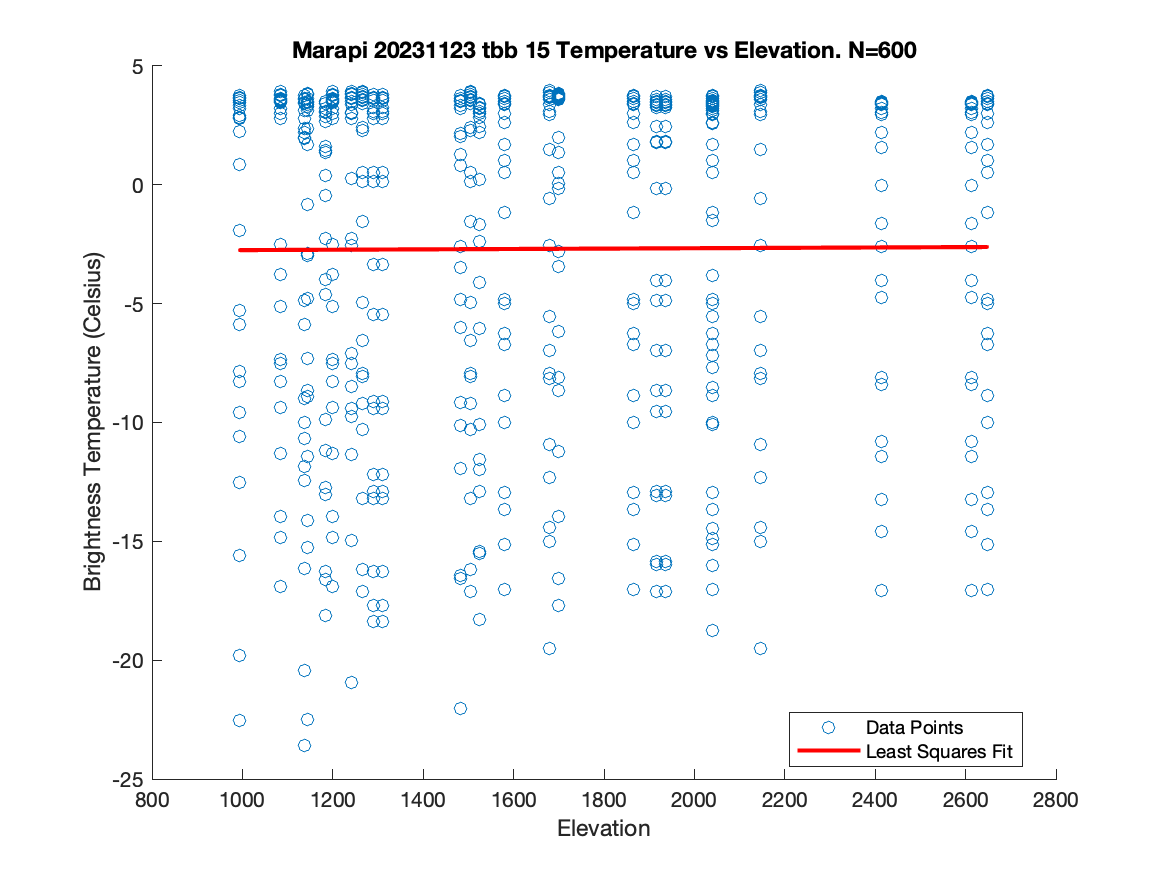 Marapi 20231123 tbb 15 Temperature vs Elevation. N=600
5
0
-5
-10
-15
-20
-25
Brightness Temperature (Celsius)
Data Points
Least Squares Fit
800 1000 1200 1400 1600 1800 2000 2200 2400 2600 2800
Elevation